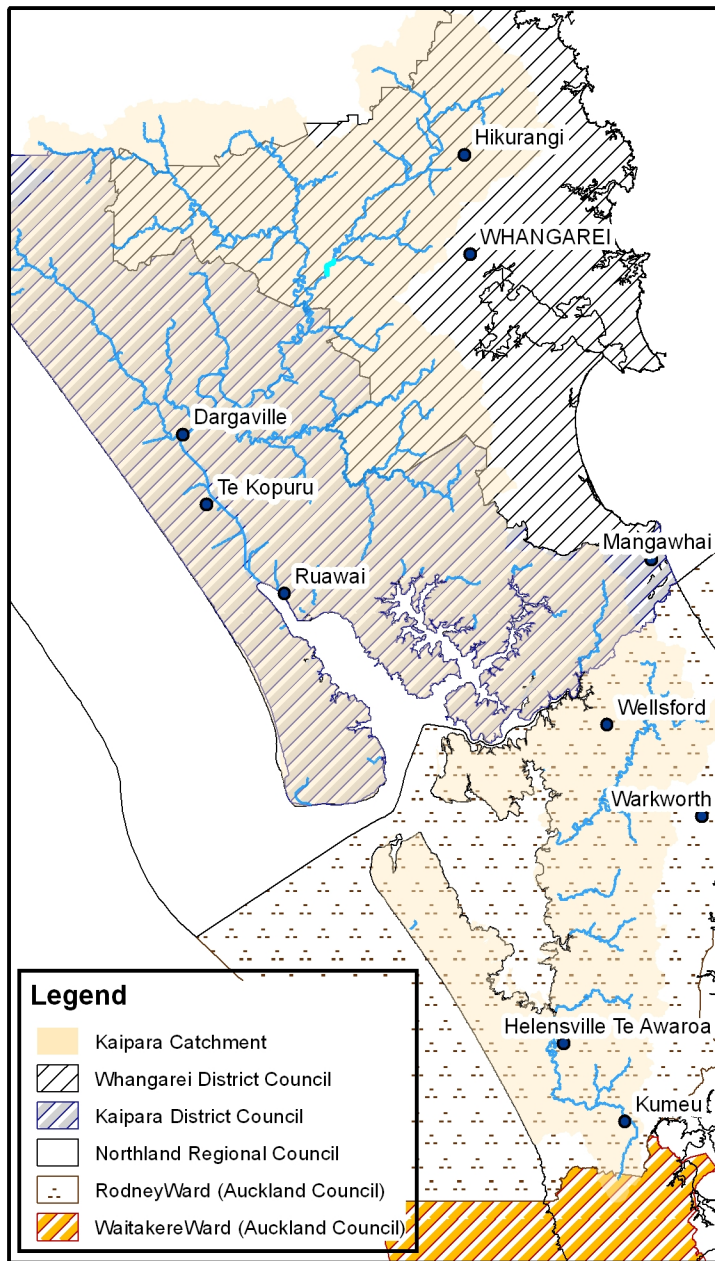 Hikurangi
WHANGAREI
Dargaville
Te Kopuru
Mangawhai
Ruawai
Wellsford
Warkworth
Helensville Te Awaroa
Kumeu
Legend
Kaipara Catchment
Whangarei District Council
Kaipara District Council
Northland Regional Council
RodneyWard (Auckland Council)
WaitakereWard (Auckland Council)